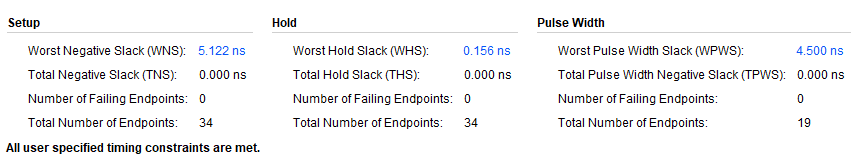 Setup Hold Pulse Width
Worst Negative Slack (WNS): 5.122 ns Worst Hold Slack (WHS): 0.156 ns Worst Pulse Width Slack (WPWS): 4.500 ns
Total Negative Slack (TNS): 0.000 ns Total Hold Slack (THS): 0.000 ns Total Pulse Width Negative Slack (TPWS): 0.000 ns
Number of Failing Endpoints: 0 Number of Failing Endpoints: 0 Number of Failing Endpoints: 0
Total Number of Endpoints: 34 Total Number of Endpoints: 34 Total Number of Endpoints: 19
All user specified timing constraints are met.